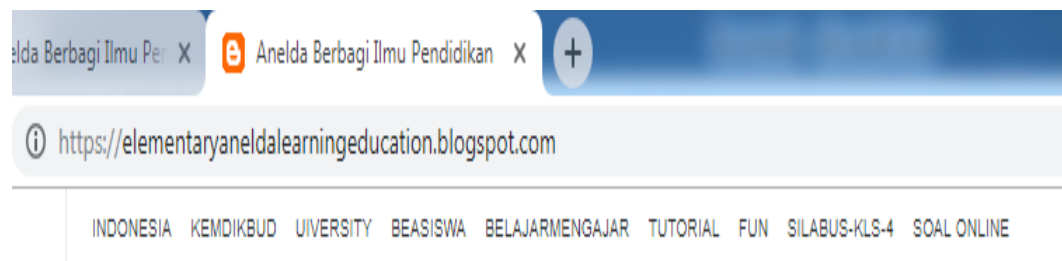 elda Berbagi Ilmu Per Anelda Berbagi Ilmu Pendidikan
https://elementaryaneldalearningeducation.blogspot.com
INDONESIA KEMDIKBUD UIVERSITY BEASISWA BELAJARMENGAJAR TUTORIAL FUN SILABUS-KLS-4 SOAL ONLINE